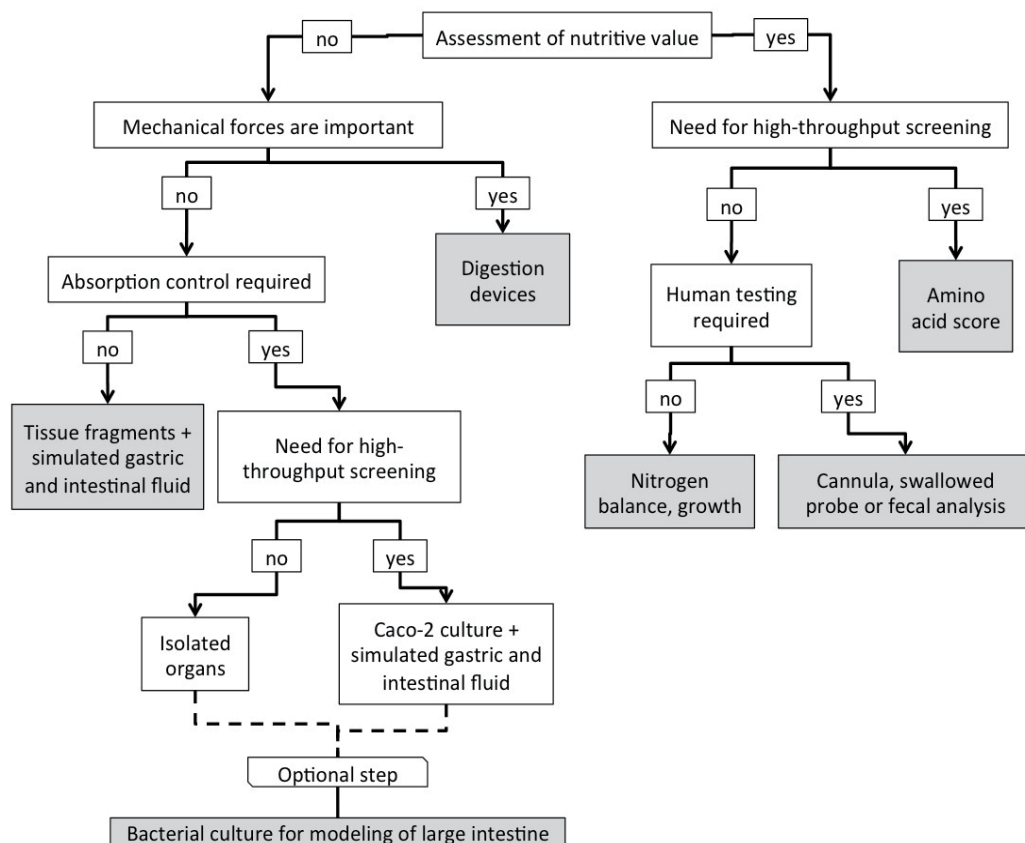 Assessment of nutritive value
no
yes
Mechanical forces are important
Need for high-throughput screening
no
yes
no
yes
Absorption control required
Digestion
devices
Human testing
required
Amino
acid score
no
yes
no
yes
Tissue fragments +
simulated gastric
and intestinal fluid
Need for high-
throughput screening
Nitrogen
balance, growth
Cannula, swallowed
probe or fecal analysis
no
yes
Isolated
organs
Caco-2 culture +
simulated gastric and
intestinal fluid
Optional step
Bacterial culture for modeling of large intestine